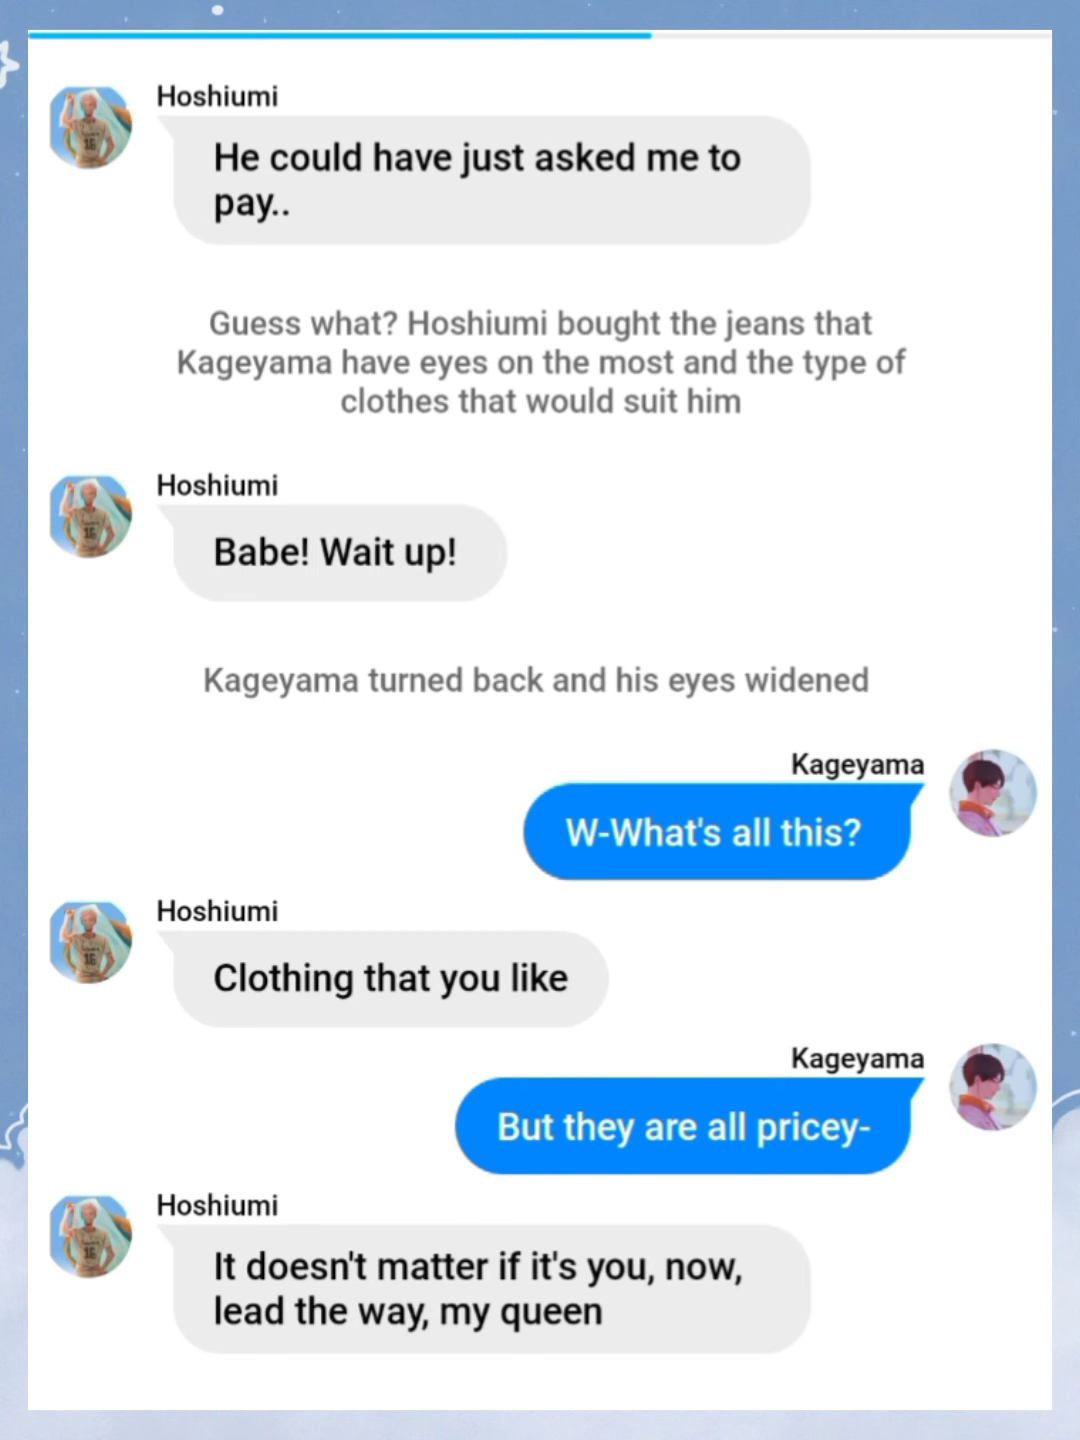 Hoshiumi
He could have just asked me to
pay..
Guess what? Hoshiumi bought the jeans that
Kageyama have eyes on the most and the type of
clothes that would suit him
Hoshiumi
Babe! Wait up!
Kageyama turned back and his eyes widened
Kageyama
W-What's all this?
Hoshiumi
Clothing that you like
Kageyama
But they are all pricey-
Hoshiumi
It doesn't matter if it's you, now,
lead the way, my queen